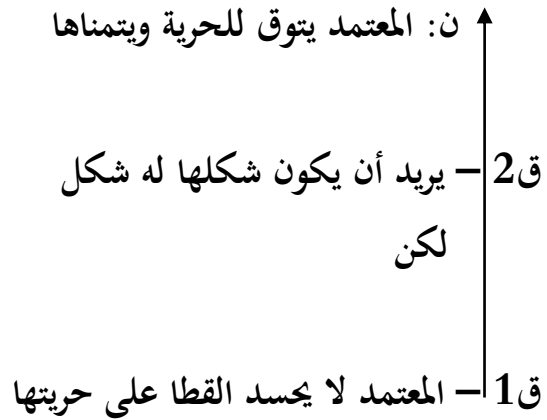 ن: المعتمد يتوق للحرية ويتمناها
ق2 – يريد أن يكون شكلها له شكل
لكن
ق1 – المعتمد لا يحسد القطا على حريتها